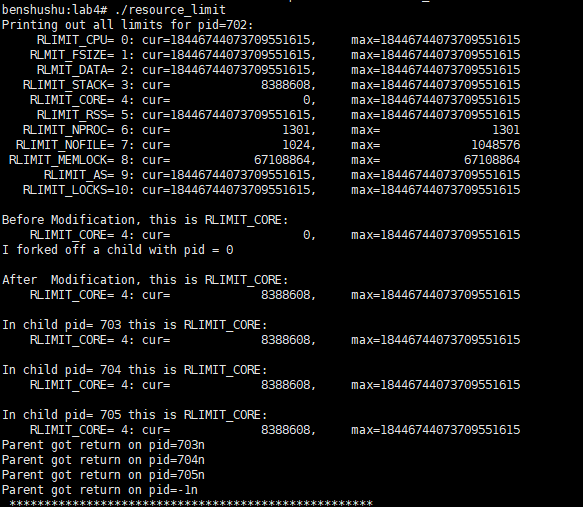 benshushu:lab4# ./resource_limit
Printing out all limits for pid=702:
RLIMIT_CPU= 0: cur=18446744073709551615, max=18446744073709551615
RLIMIT_FSIZE= 1: cur=18446744073709551615, max=18446744073709551615
RLMIT_DATA= 2: cur=18446744073709551615, max=18446744073709551615
RLIMIT_STACK= 3: cur= 8388608, max=18446744073709551615
RLIMIT_CORE= 4: cur= 0, max=18446744073709551615
RLIMIT_RSS= 5: cur=18446744073709551615, max=18446744073709551615
RLIMIT_NPROC= 6: cur= 1301, max= 1301
RLIMIT_NOFILE= 7: cur= 1024, max= 1048576
RLIMIT_MEMLOCK= 8: cur= 67108864, max= 67108864
RLIMIT_AS= 9: cur=18446744073709551615, max=18446744073709551615
RLIMIT_LOCKS=10: cur=18446744073709551615, max=18446744073709551615
Before Modification, this is RLIMIT_CORE:
RLIMIT_CORE= 4: cur= 0, max=18446744073709551615
I forked off a child with pid = 0
After Modification, this is RLIMIT_CORE:
RLIMIT_CORE= 4: cur= 8388608, max=18446744073709551615
In child pid= 703 this is RLIMIT_CORE:
RLIMIT_CORE= 4: cur= 8388608, max=18446744073709551615
In child pid= 704 this is RLIMIT_CORE:
RLIMIT_CORE= 4: cur= 8388608, max=18446744073709551615
In child pid= 705 this is RLIMIT_CORE:
RLIMIT_CORE= 4: cur= 8388608, max=18446744073709551615
Parent got return on pid=703n
Parent got return on pid=704n
Parent got return on pid=705n
Parent got return on pid=-1n
****************************************************